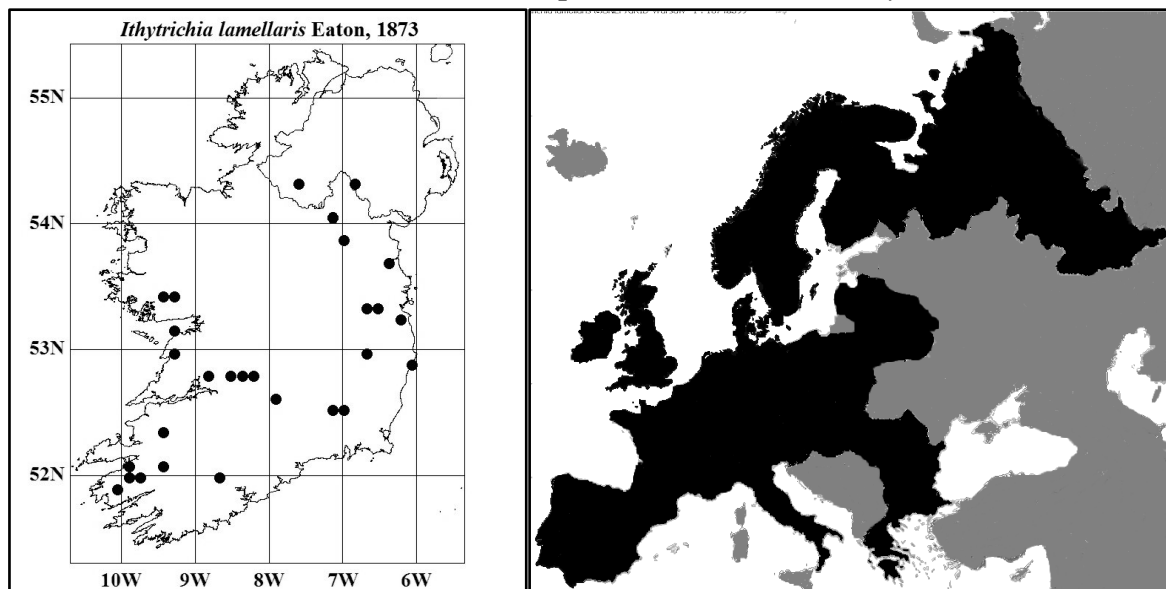 Ithytrichia lamellaris Eaton, 1873
55N
54N
53N
52N
10W 9W 8W 7W 6W